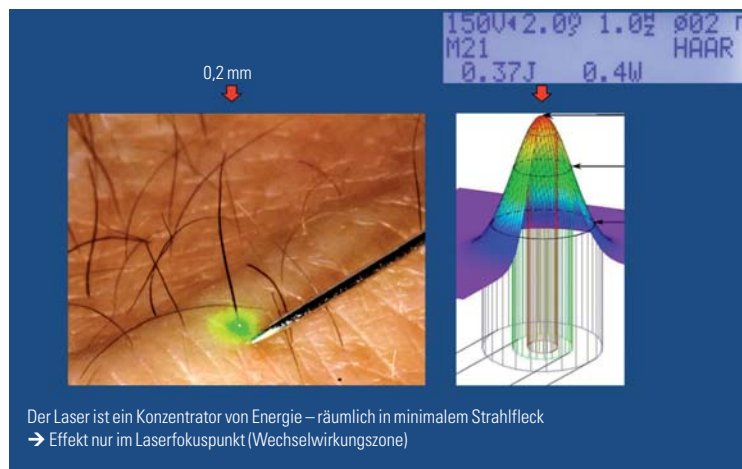 150V 2.0 1.0Hz ø02
M21 HAAR
0.37J 0.4W
0,2 mm
Der Laser ist ein Konzentrator von Energie – räumlich in minimalem Strahlfleck
➔ Effekt nur im Laserfokuspunkt (Wechselwirkungszone)